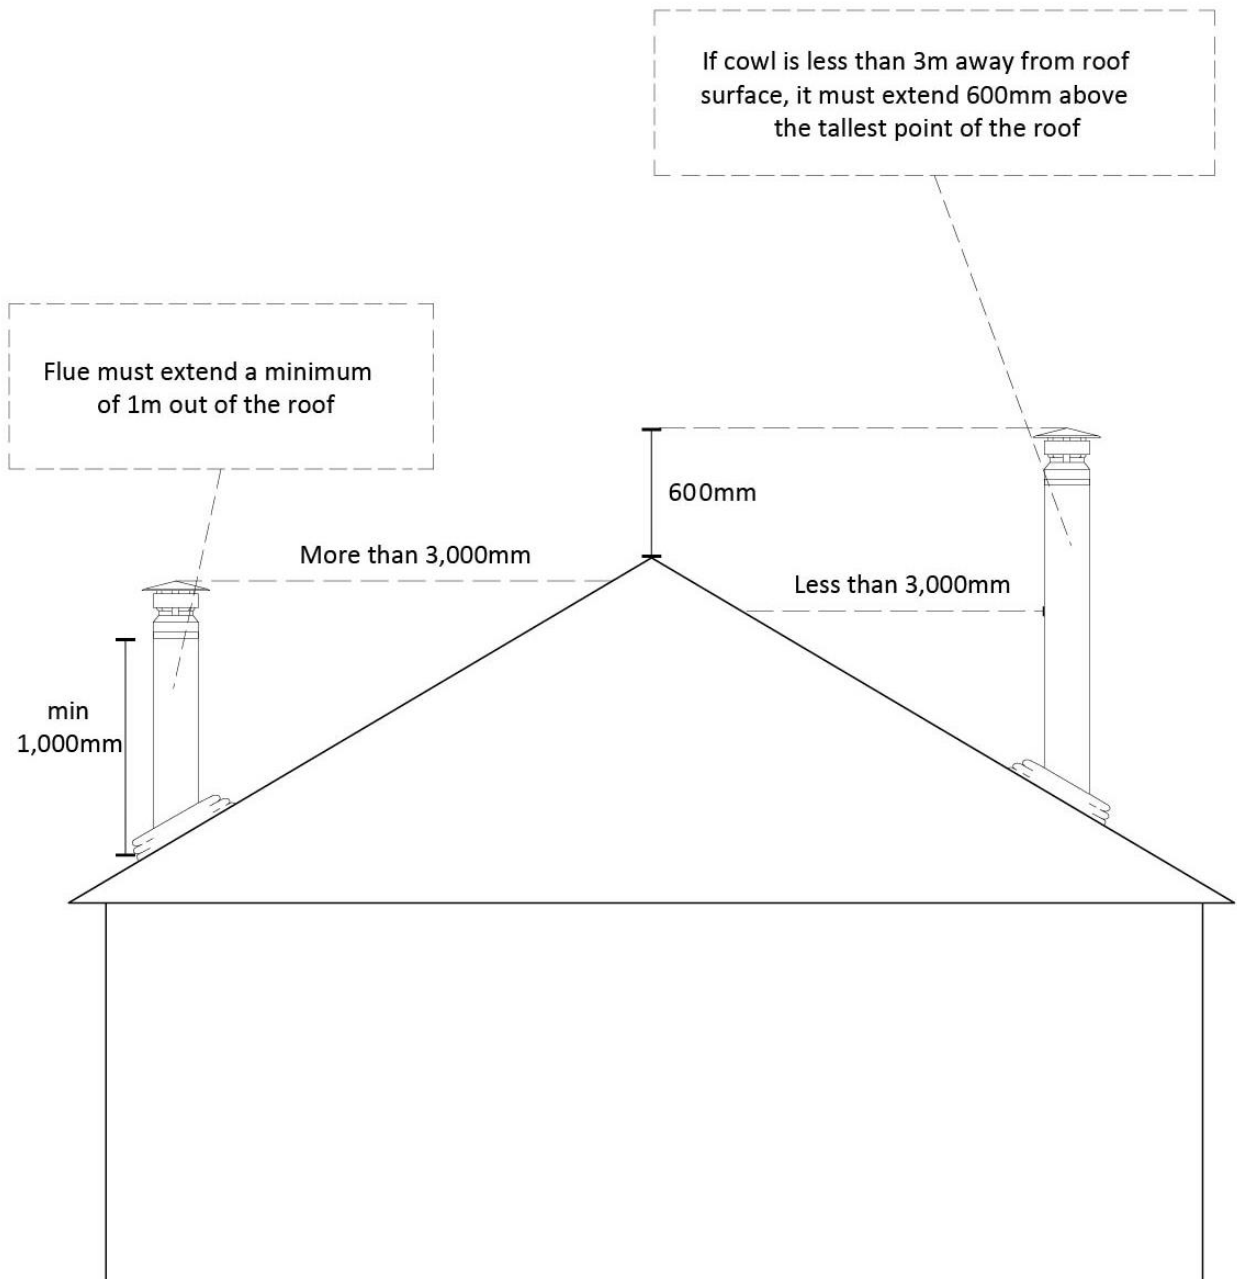 If cowl is less than 3m away from roof
surface, it must extend 600mm above
the tallest point of the roof
Flue must extend a minimum
of 1m out of the roof
600mm
More than 3,000mm
Less than 3,000mm
min
1,000mm